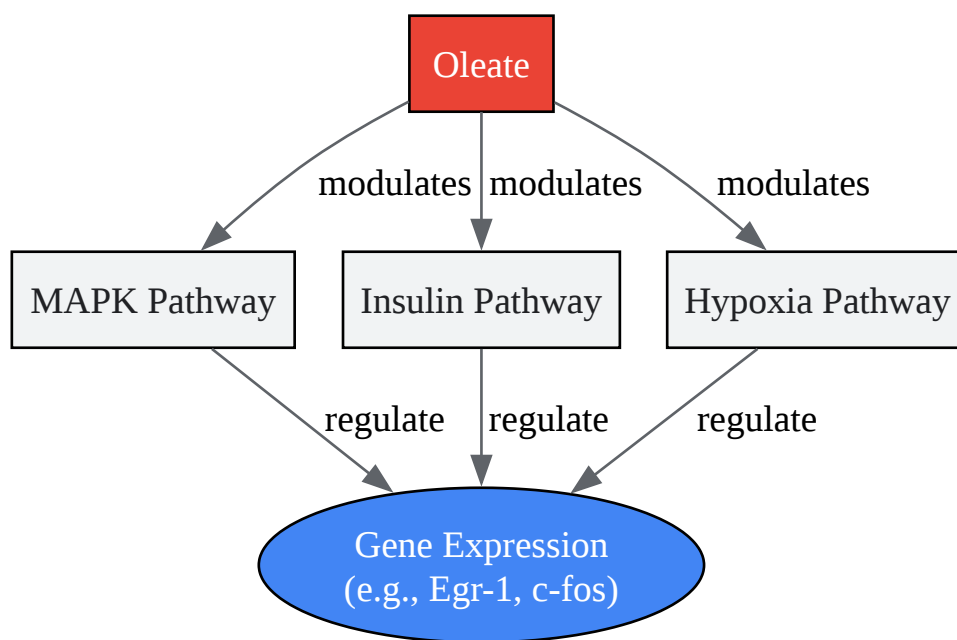 Oleate
modulates
modulates
modulates
MAPK Pathway
Insulin Pathway
Hypoxia Pathway
regulate
regulate
regulate
Gene Expression
(e.g., Egr-1, c-fos)